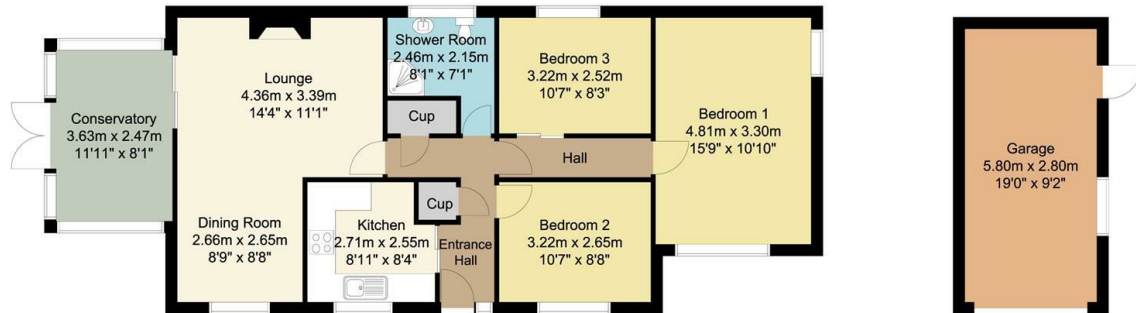 Conservatory
3.63m x 2.47m
11'11" x 8'1"
Lounge
4.36m x 3.39m
14'4" x 11'1"
Dining Room
2.66m x 2.65m
8'9" x 8'8"
Shower Room
2.46m x 2.15m
8'1" x 7'1"
Cup
Bedroom 3
3.22m x 2.52m
10'7" x 8'3"
Hall
Bedroom 1
4.81m x 3.30m
15'9" x 10'10"
Kitchen
2.71m x 2.55m
8'11" x 8'4"
Cup
Entrance
Hall
Bedroom 2
3.22m x 2.65m
10'7" x 8'8"
Garage
5.80m x 2.80m
19'0" x 9'2"